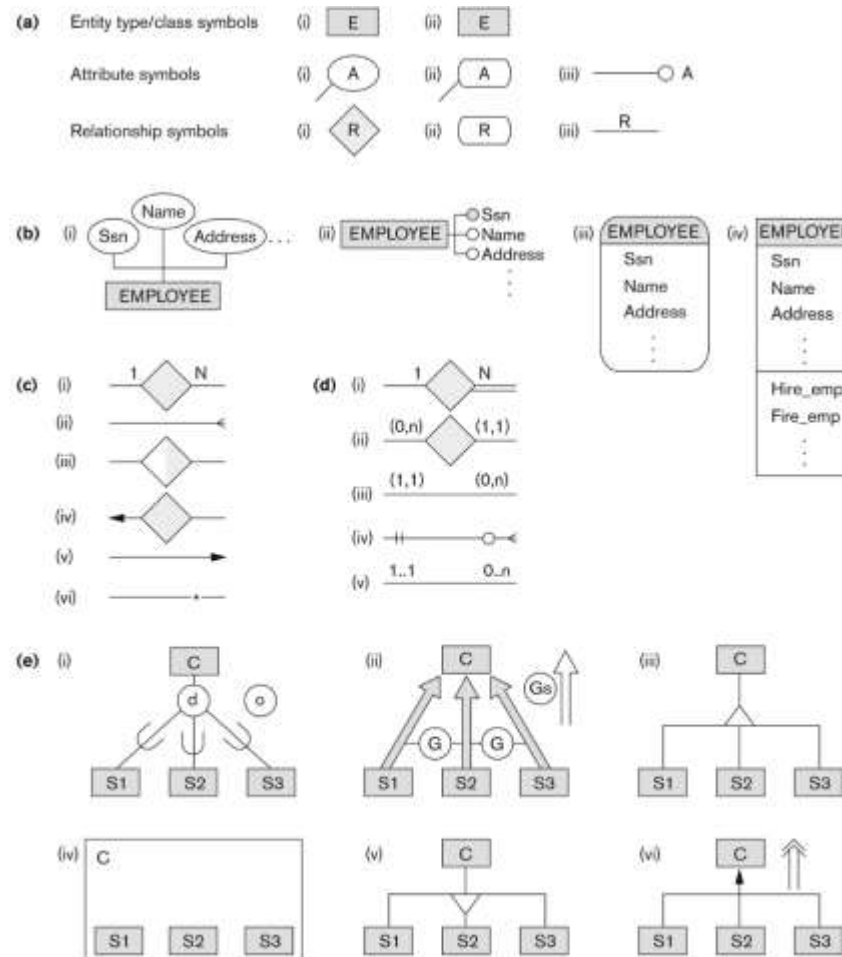 (a) Entity type/class symbols (i) E (ii) E
Attribute symbols (i) A (ii) A (iii) A
Relationship symbols (i) R (ii) R (iii) R
(b) (i) Ssn Name Address . . .
EMPLOYEE
(ii) EMPLOYEE Ssn
Name
Address
(iii) EMPLOYEE
Ssn
Name
Address
(iv) EMPLOYEE
Ssn
Name
Address
Hire_emp
Fire_emp
(c) (i) 1 N
(ii)
(iii)
(iv)
(v)
(vi)
(d) (i) 1 N
(ii) (0,n) (1,1)
(iii) (1,1) (0,n)
(iv)
(v) 1..1 0..n
(e) (i) C
d o
S1 S2 S3
(ii) C
Gs
G G
S1 S2 S3
(iii) C
S1 S2 S3
(iv) C
S1 S2 S3
(v) C
S1 S2 S3
(vi) C
S1 S2 S3